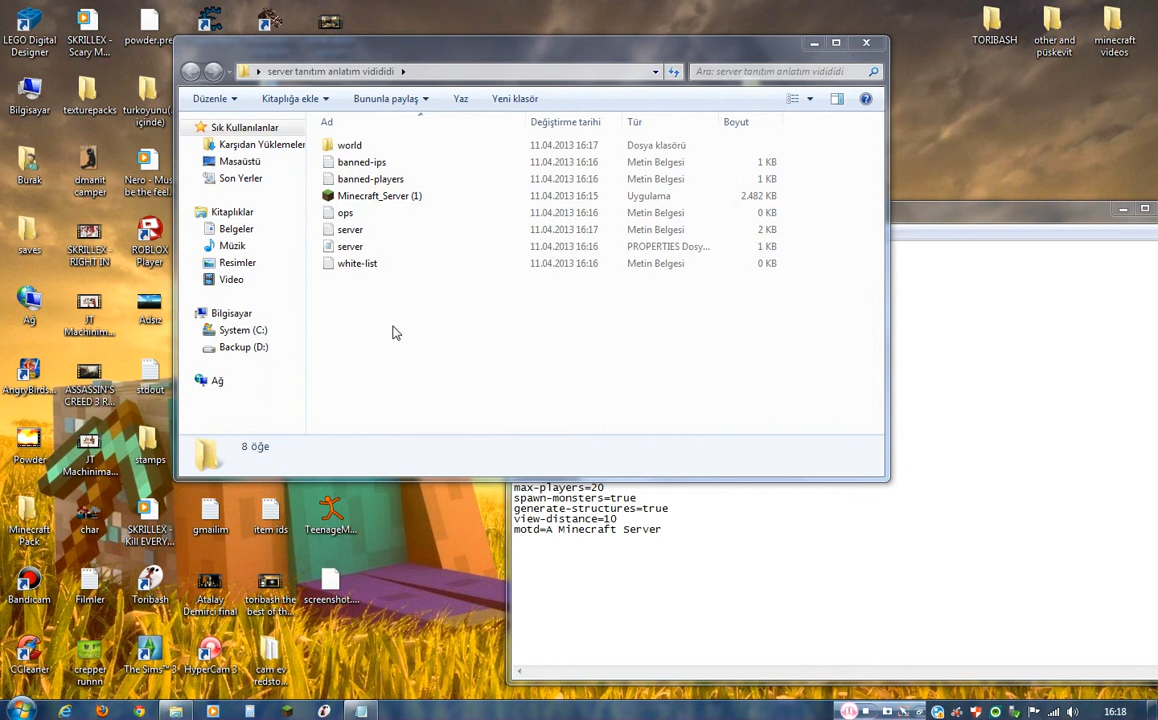 LEGO Digital
Designer
SKRILLEX -
Scary M...
powder.pre
TORIBASH
other and
püskevit
minecraft
videos
Bilgisayar
texturepacks
turkoyunu(
içinde)
Burak
dmanit
camper
Nero - Mus
be the feel.
saves
SKRILLEX -
RIGHT IN
ROBLOX
Player
Ağ
JT
Machinim...
Adsız
AngryBirds...
ASSASSIN'S
CREED 3 R...
stdout
Powder
JT
Machinima...
stamps
Minecraft
Pack
char
SKRILLEX -
Kill EVERY...
gmailim
item ids
TeenageM...
Bandicam
Filmler
Toribash
Atalay
Demirci final
toribash the
best of th...
screenshot....
CCleaner
crepper
runnn
The Sims™ 3
HyperCam 3
cam ev
redsto...
server tanıtım anlatım vidididi
Ara: server tanıtım anlatım vidididi
Düzenle
Kitaplığa ekle
Bununla paylaş
Yaz
Yeni klasör
Sık Kullanılanlar
Karşıdan Yüklemeler
Masaüstü
Son Yerler
Kitaplıklar
Belgeler
Müzik
Resimler
Video
Bilgisayar
System (C:)
Backup (D:)
Ağ
Ad Değiştirme tarihi Tür Boyut
world 11.04.2013 16:17 Dosya klasörü
banned-ips 11.04.2013 16:16 Metin Belgesi 1 KB
banned-players 11.04.2013 16:16 Metin Belgesi 1 KB
Minecraft_Server (1) 11.04.2013 16:15 Uygulama 2.482 KB
ops 11.04.2013 16:16 Metin Belgesi 0 KB
server 11.04.2013 16:17 Metin Belgesi 2 KB
server 11.04.2013 16:16 PROPERTIES Dosy... 1 KB
white-list 11.04.2013 16:16 Metin Belgesi 0 KB
8 öğe
max-players=20
spawn-monsters=true
generate-structures=true
view-distance=10
motd=A Minecraft Server
16:18